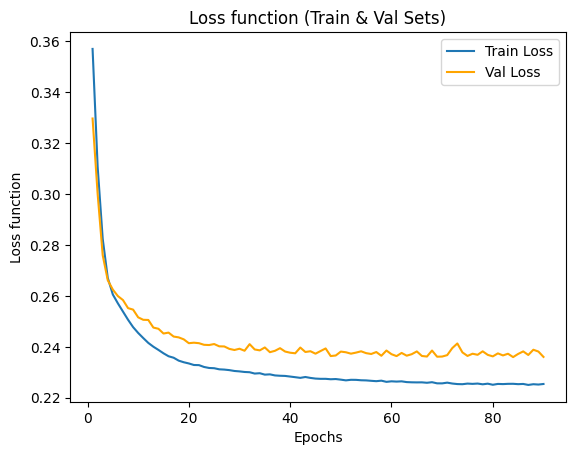 Loss function (Train & Val Sets)
Train Loss
Val Loss
0.36
0.34
0.32
0.30
0.28
0.26
0.24
0.22
Loss function
0
20
40
60
80
Epochs